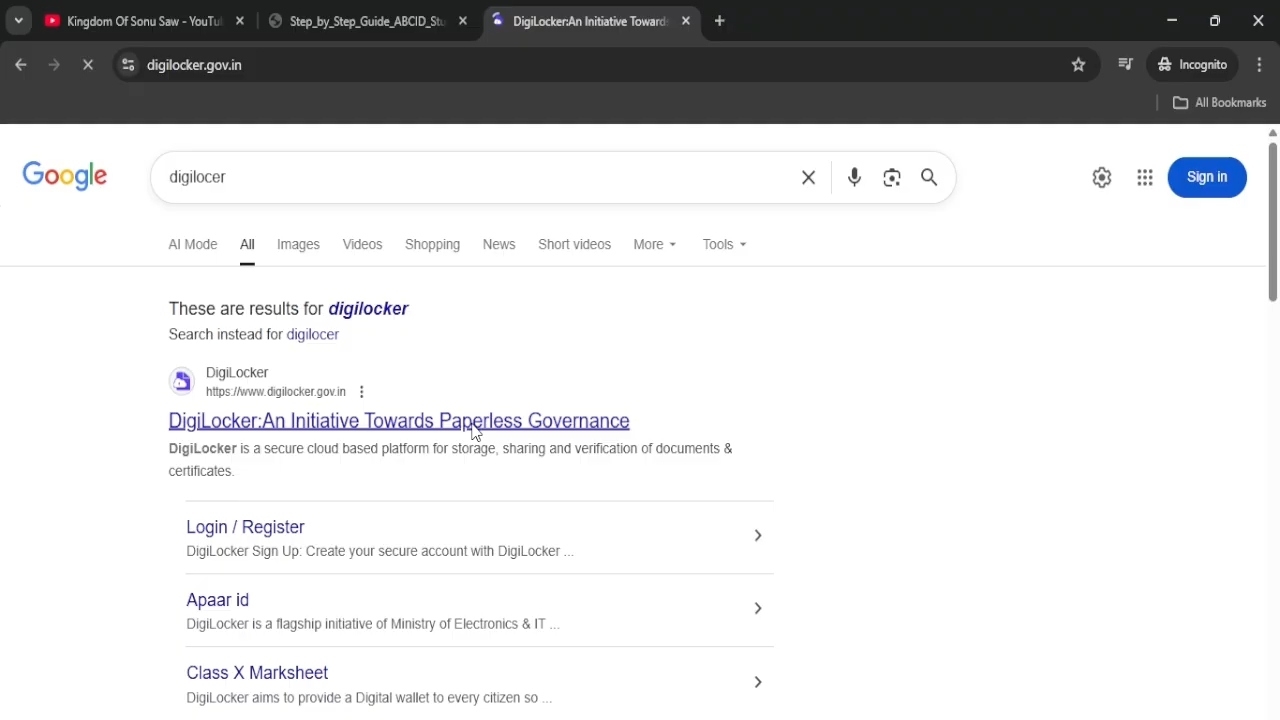 Kingdom Of Sonu Saw - YouTu
Step_by_Step_Guide_ABCID_Stu
DigiLocker:An Initiative Toward
digilocker.gov.in
Incognito
All Bookmarks
Google
digilocer
Sign in
AI Mode
All
Images
Videos
Shopping
News
Short videos
More
Tools
These are results for digilocker
Search instead for digilocer
DigiLocker
https://www.digilocker.gov.in
DigiLocker:An Initiative Towards Paperless Governance
DigiLocker is a secure cloud based platform for storage, sharing and verification of documents &
certificates.
Login / Register
DigiLocker Sign Up: Create your secure account with DigiLocker ...
Apaar id
DigiLocker is a flagship initiative of Ministry of Electronics & IT ...
Class X Marksheet
DigiLocker aims to provide a Digital wallet to every citizen so ...